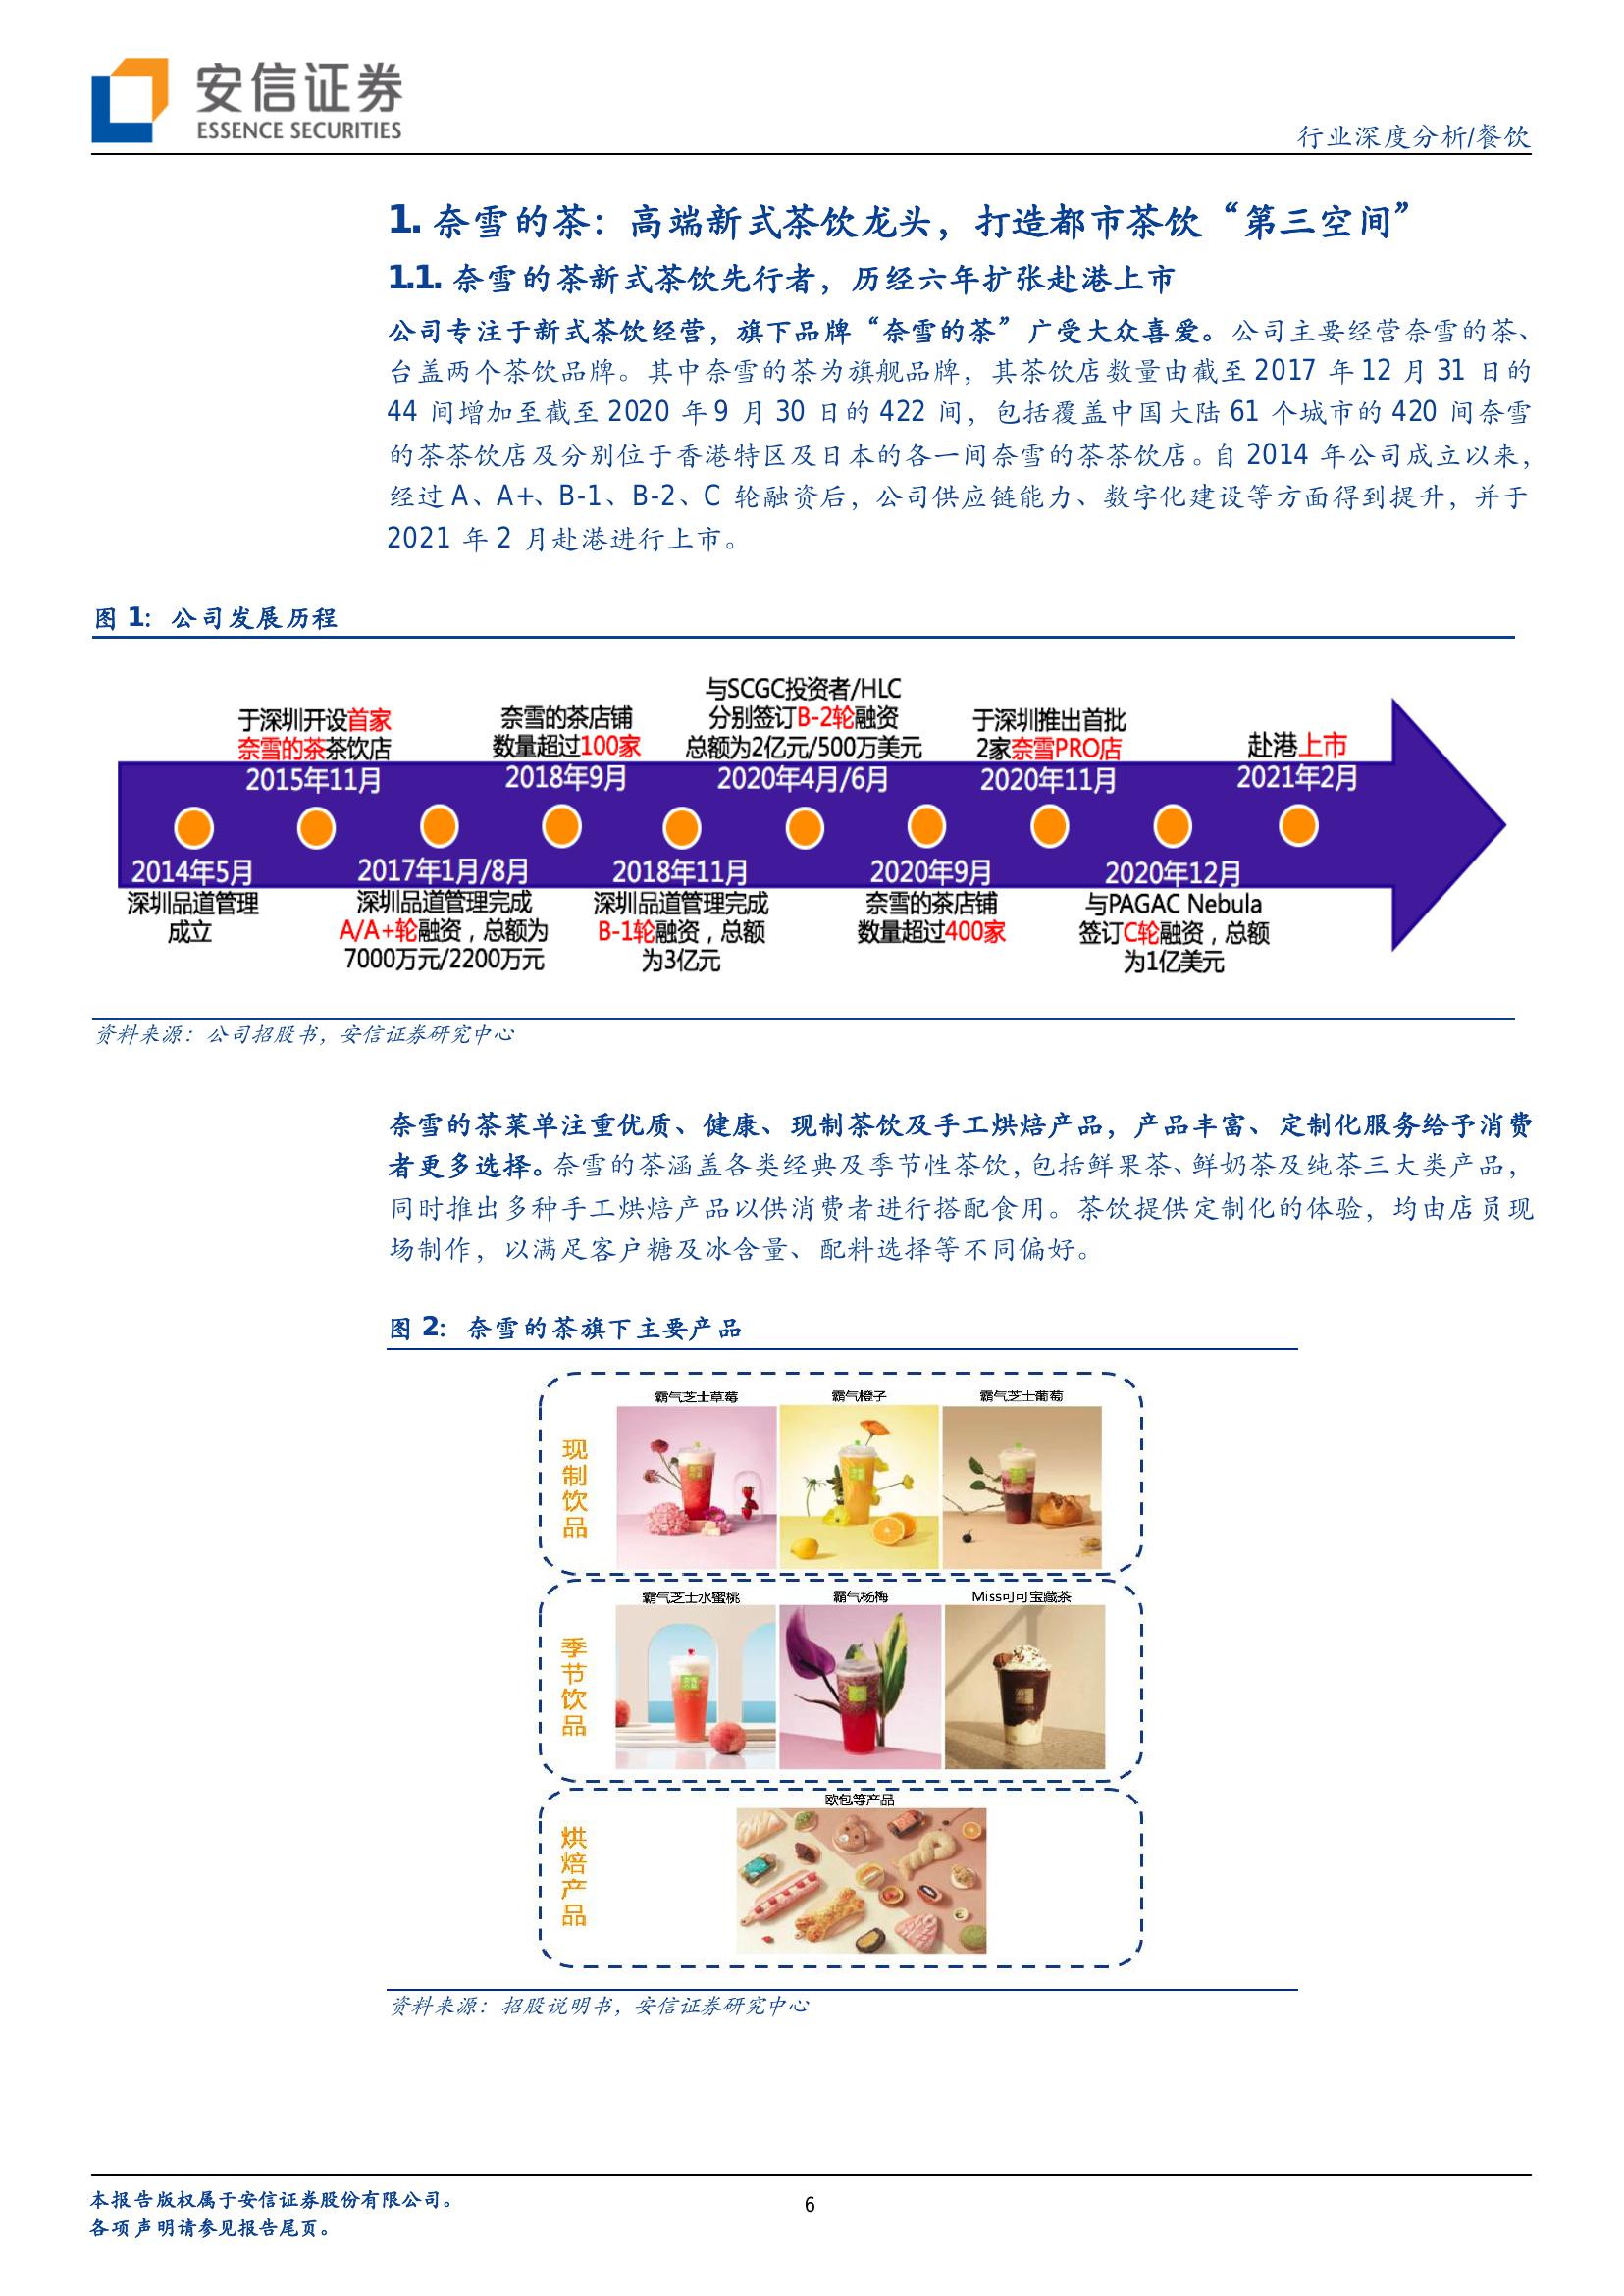 安信证券
ESSENCE SECURITIES
行业深度分析/餐饮
1. 奈雪的茶：高端新式茶饮龙头，打造都市茶饮“第三空间”
1.1. 奈雪的茶新式茶饮先行者，历经六年扩张赴港上市
公司专注于新式茶饮经营，旗下品牌“奈雪的茶”广受大众喜爱。公司主要经营奈雪的茶、
台盖两个茶饮品牌。其中奈雪的茶为旗舰品牌，其茶饮店数量由截至 2017 年 12 月 31 日的
44 间增加至截至 2020 年 9 月 30 日的 422 间，包括覆盖中国大陆 61 个城市的 420 间奈雪
的茶茶饮店及分别位于香港特区及日本的各一间奈雪的茶茶饮店。自 2014 年公司成立以来，
经过 A、A+、B-1、B-2、C 轮融资后，公司供应链能力、数字化建设等方面得到提升，并于
2021 年 2 月赴港进行上市。
图 1：公司发展历程
于深圳开设首家
奈雪的茶茶饮店
2015年11月
奈雪的茶店铺
数量超过100家
2018年9月
与SCGC投资者/HLC
分别签订B-2轮融资
总额为2亿元/500万美元
2020年4月/6月
于深圳推出首批
2家奈雪PRO店
2020年11月
赴港上市
2021年2月
2014年5月
深圳品道管理
成立
2017年1月/8月
深圳品道管理完成
A/A+轮融资，总额为
7000万元/2200万元
2018年11月
深圳品道管理完成
B-1轮融资，总额
为3亿元
2020年9月
奈雪的茶店铺
数量超过400家
2020年12月
与PAGAC Nebula
签订C轮融资，总额
为1亿美元
资料来源：公司招股书，安信证券研究中心
奈雪的茶菜单注重优质、健康、现制茶饮及手工烘焙产品，产品丰富、定制化服务给予消费
者更多选择。奈雪的茶涵盖各类经典及季节性茶饮，包括鲜果茶、鲜奶茶及纯茶三大类产品，
同时推出多种手工烘焙产品以供消费者进行搭配食用。茶饮提供定制化的体验，均由店员现
场制作，以满足客户糖及冰含量、配料选择等不同偏好。
图 2：奈雪的茶旗下主要产品
现制饮品
霸气芝士草莓
霸气橙子
霸气芝士葡萄
季节饮品
霸气芝士水蜜桃
霸气杨梅
Miss可可宝藏茶
烘焙产品
欧包等产品
资料来源：招股说明书，安信证券研究中心
本报告版权属于安信证券股份有限公司。
各项声明请参见报告尾页。
6